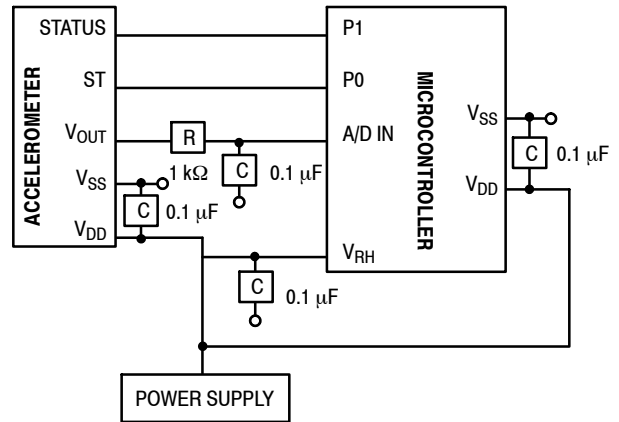 STATUS
ST
VOUT
VSS
VDD
ACCELEROMETER
R
1 kΩ
C
0.1 µF
C
0.1 µF
P1
P0
A/D IN
VRH
MICROCONTROLLER
VSS
VDD
C
0.1 µF
C
0.1 µF
POWER SUPPLY